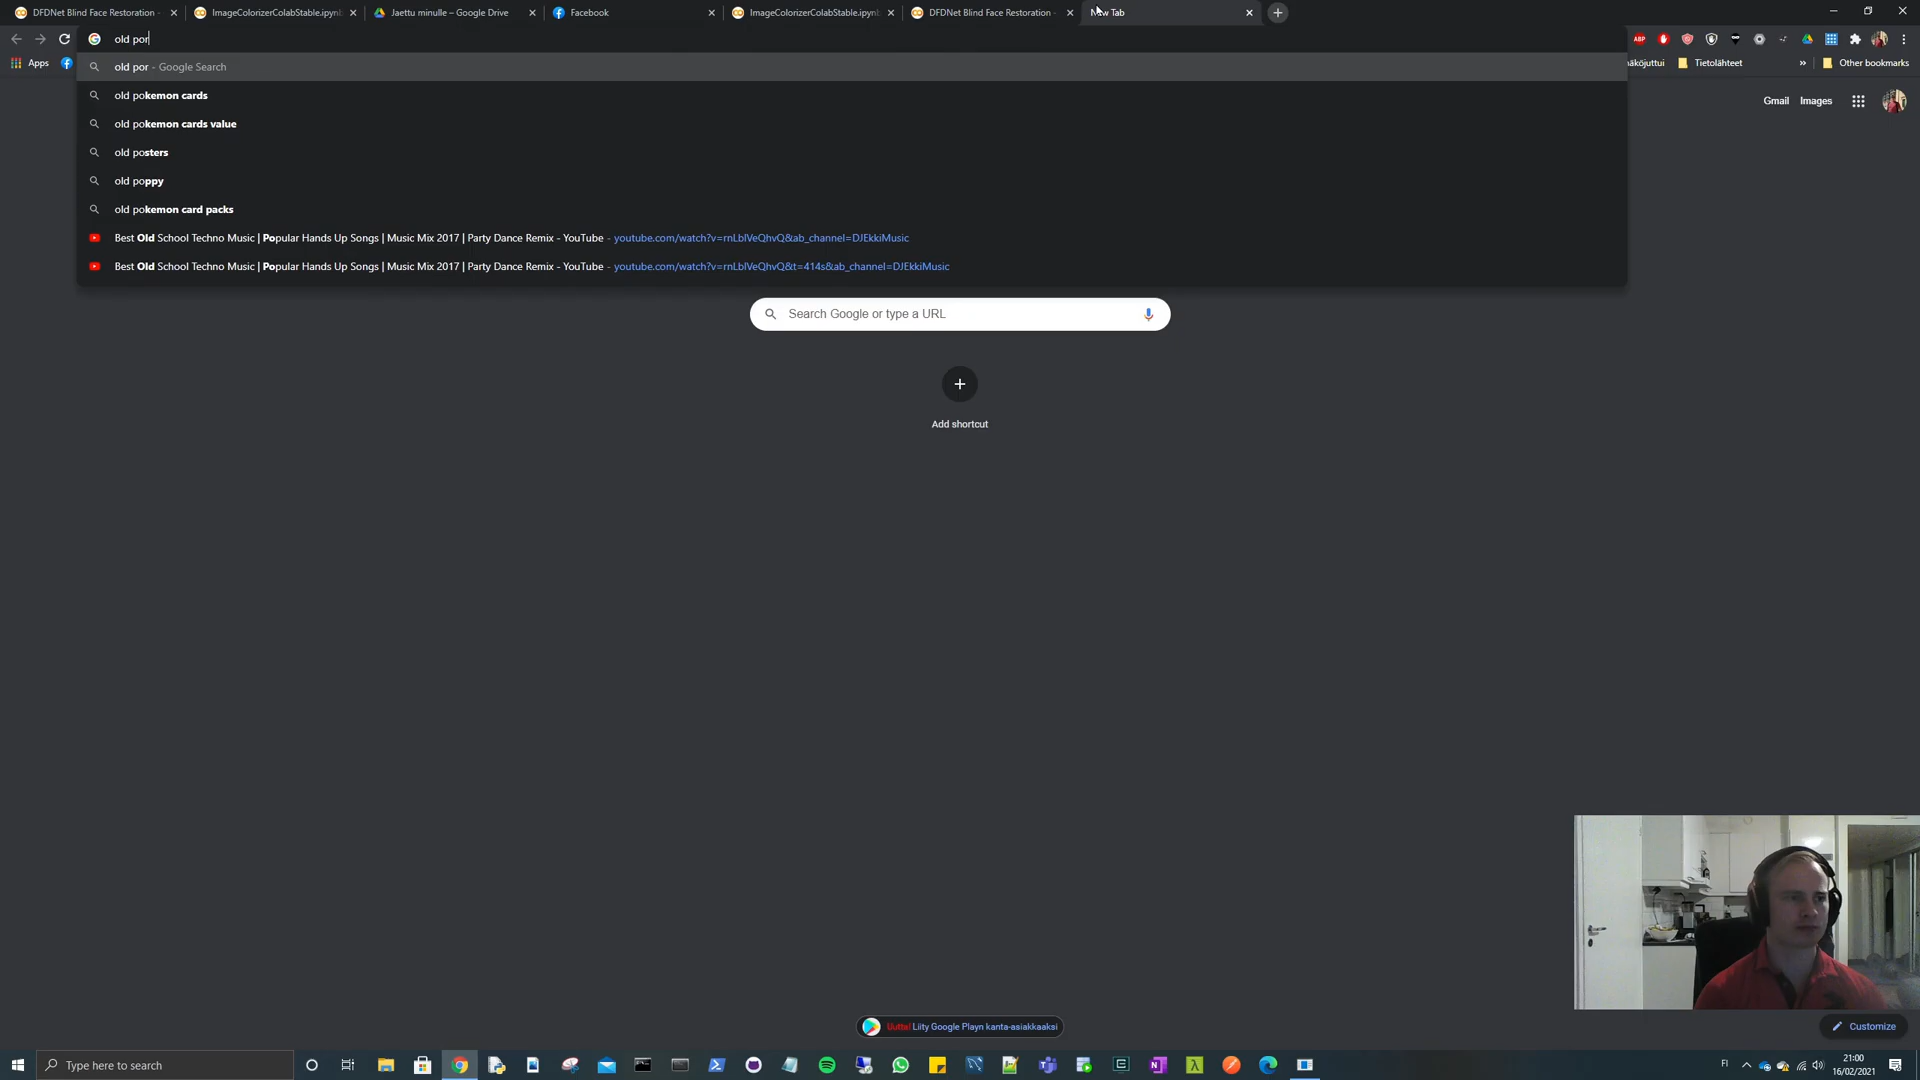 DFDNet Blind Face Restoration -
ImageColorizerColabStable.ipynb
Jaettu minulle – Google Drive
Facebook
ImageColorizerColabStable.ipynb
DFDNet Blind Face Restoration -
New Tab
old por
Apps
old por - Google Search
näköjuttui
Tietolähteet
»
Other bookmarks
old pokemon cards
Gmail
Images
old pokemon cards value
old posters
old poppy
old pokemon card packs
Best Old School Techno Music | Popular Hands Up Songs | Music Mix 2017 | Party Dance Remix - YouTube - youtube.com/watch?v=rnLblVeQhvQ&ab_channel=DJEkkiMusic
Best Old School Techno Music | Popular Hands Up Songs | Music Mix 2017 | Party Dance Remix - YouTube - youtube.com/watch?v=rnLblVeQhvQ&t=414s&ab_channel=DJEkkiMusic
Search Google or type a URL
Add shortcut
Uutta! Liity Google Playn kanta-asiakkaaksi
Customize
Type here to search
FI
21:00
16/02/2021